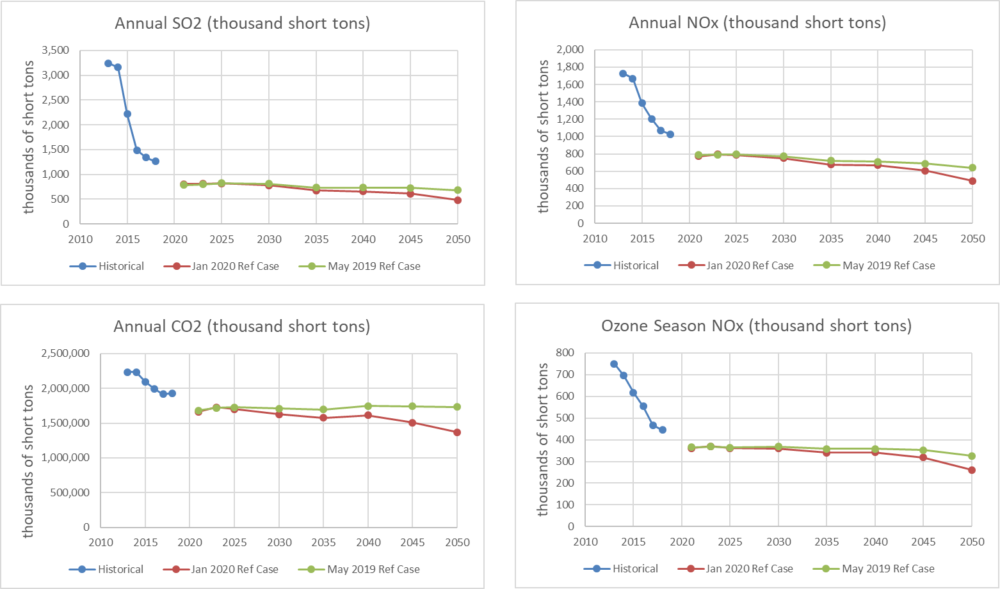 Annual SO2 (thousand short tons)
thousands of short tons
3,500
3,000
2,500
2,000
1,500
1,000
500
0
2010 2015 2020 2025 2030 2035 2040 2045 2050
Historical Jan 2020 Ref Case May 2019 Ref Case
Annual NOx (thousand short tons)
thousands of short tons
2,000
1,800
1,600
1,400
1,200
1,000
800
600
400
200
0
2010 2015 2020 2025 2030 2035 2040 2045 2050
Historical Jan 2020 Ref Case May 2019 Ref Case
Annual CO2 (thousand short tons)
thousands of short tons
2,500,000
2,000,000
1,500,000
1,000,000
500,000
0
2010 2015 2020 2025 2030 2035 2040 2045 2050
Historical Jan 2020 Ref Case May 2019 Ref Case
Ozone Season NOx (thousand short tons)
thousands of short tons
800
700
600
500
400
300
200
100
0
2010 2015 2020 2025 2030 2035 2040 2045 2050
Historical Jan 2020 Ref Case May 2019 Ref Case